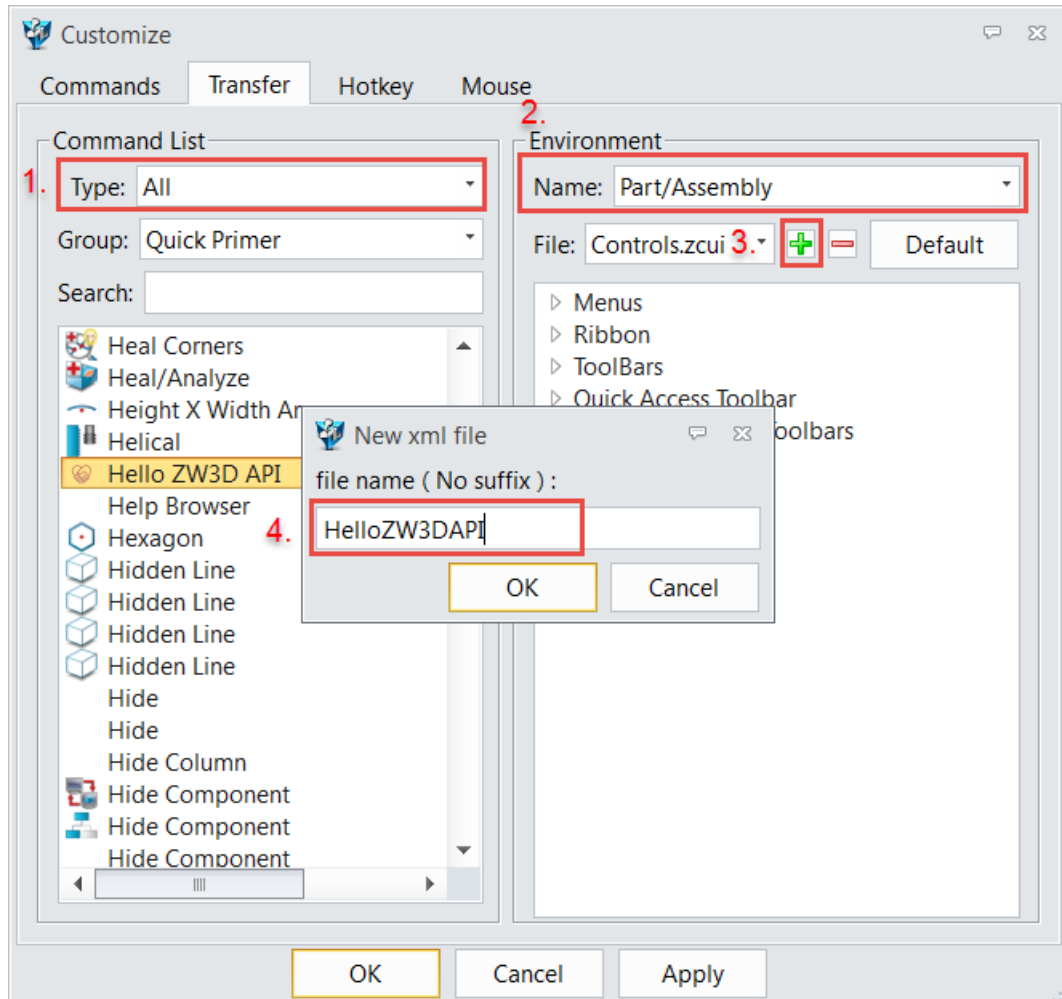 Customize
Commands Transfer Hotkey Mouse
Command List
1. Type: All
Group: Quick Primer
Search:
Heal Corners
Heal/Analyze
Height X Width
Helical
Hello ZW3D API
Help Browser
Hexagon
Hidden Line
Hidden Line
Hidden Line
Hidden Line
Hide
Hide
Hide Column
Hide Component
Hide Component
Hide Component
2.
Environment
Name: Part/Assembly
File: Controls.zcui 3. Default
Menus
Ribbon
ToolBars
Quick Access Toolbar
oolbars
New xml file
file name ( No suffix ) :
4. HelloZW3DAPI
OK Cancel
OK Cancel Apply